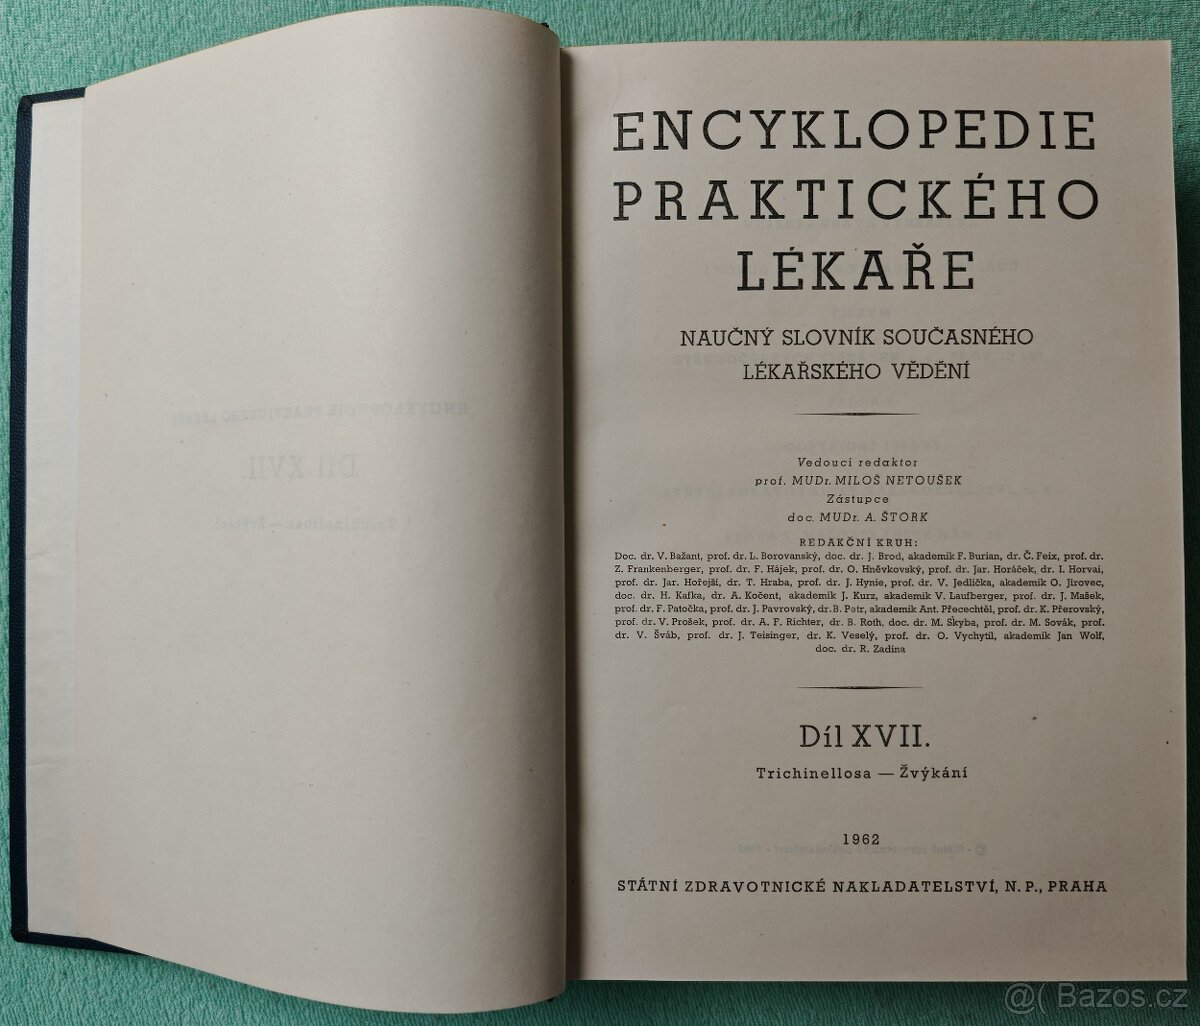 ENCYKLOPEDIE
PRAKTICKÉHO
LÉKAŘE
NAUČNÝ SLOVNÍK SOUČASNÉHO
LÉKAŘSKÉHO VĚDĚNÍ
Vedoucí redaktor
prof. MUDr. MILOŠ NETOUŠEK
Zástupce
doc. MUDr. A. ŠTORK
REDAKČNÍ KRUH:
Doc. dr. V. Bažant, prof. dr. L. Borovanský, doc. dr. J. Brod, akademik F. Burian, dr. Č. Feix, prof. dr.
Z. Frankenberger, prof. dr. F. Hájek, prof. dr. O. Hněvkovský, prof. dr. Jar. Horáček, dr. I. Horvai,
prof. dr. Jar. Hořejší, dr. T. Hraba, prof. dr. J. Hynie, prof. dr. V. Jedlička, akademik O. Jírovec,
doc. dr. H. Kafka, dr. A. Kočent, akademik J. Kurz, akademik V. Laufberger, prof. dr. J. Mašek,
prof. dr. F. Patočka, prof. dr. J. Pavrovský, dr. B. Petr, akademik Ant. Přecechtěl, prof. dr. K. Přerovský,
prof. dr. V. Prošek, prof. dr. A. F. Richter, dr. B. Roth, doc. dr. M. Skyba, prof. dr. M. Sovák, prof.
dr. V. Šváb, prof. dr. J. Teisinger, dr. K. Veselý, prof. dr. O. Vychytil, akademik Jan Wolf,
doc. dr. R. Zadina
Díl XVII.
Trichinellosa — Žvýkání
1962
STÁTNÍ ZDRAVOTNICKÉ NAKLADATELSTVÍ, N. P., PRAHA
@( Bazos.cz